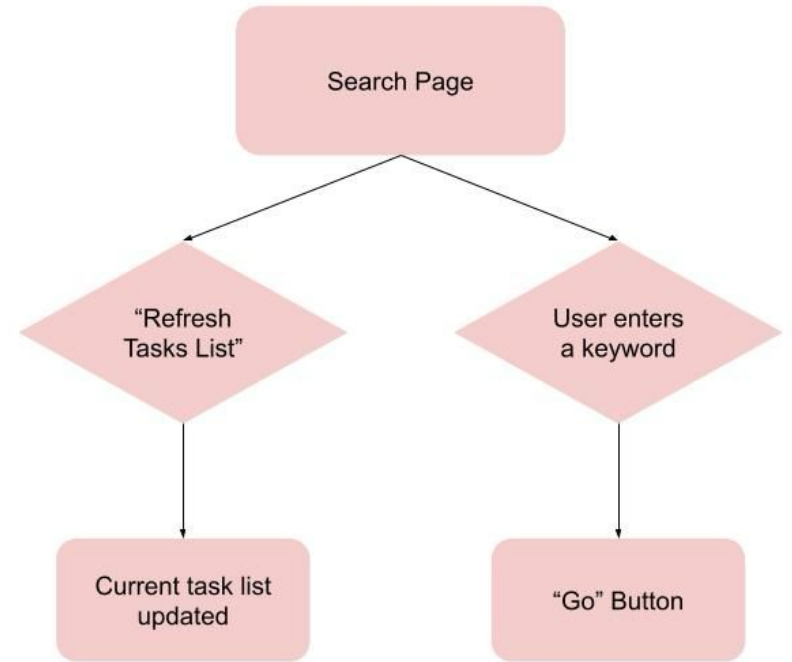 Search Page
“Refresh
Tasks List”
User enters
a keyword
Current task list
updated
“Go” Button